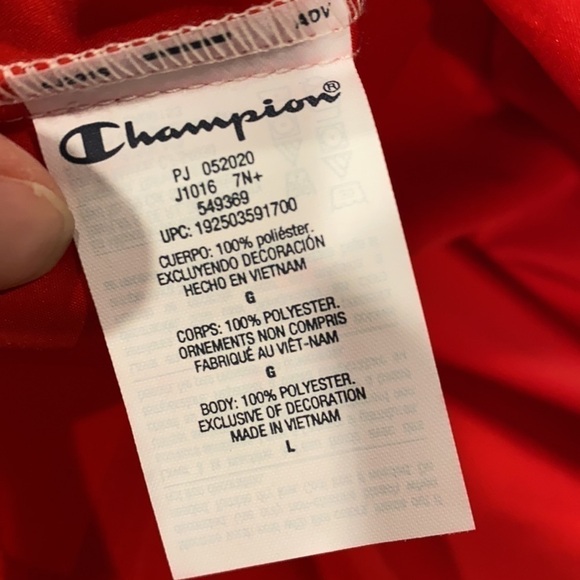 ADV
Champion®
PJ 052020
J1016 7N+
549369
UPC: 192503591700
CUERPO: 100% poliéster.
EXCLUYENDO DECORACIÓN
HECHO EN VIETNAM
G
CORPS: 100% POLYESTER.
ORNEMENTS NON COMPRIS
FABRIQUÉ AU VIÊT-NAM
G
BODY: 100% POLYESTER.
EXCLUSIVE OF DECORATION
MADE IN VIETNAM
L